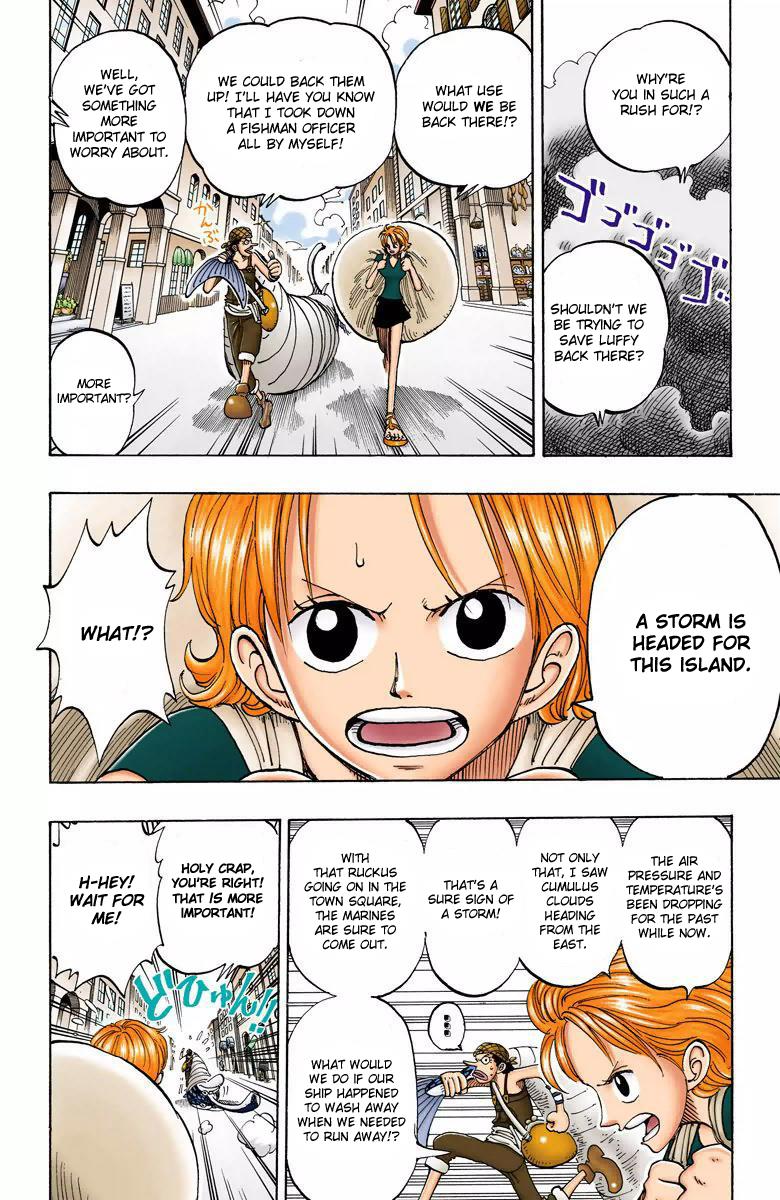 WHY'RE
YOU IN SUCH A
RUSH FOR!?
ゴゴゴゴゴゴ
SHOULDN'T WE
BE TRYING TO
SAVE LUFFY
BACK THERE?
WHAT USE
WOULD WE BE
BACK THERE!?
WE COULD BACK THEM
UP! I'LL HAVE YOU KNOW
THAT I TOOK DOWN
A FISHMAN OFFICER
ALL BY MYSELF!
WELL,
WE'VE GOT
SOMETHING
MORE
IMPORTANT TO
WORRY ABOUT.
かんぶ
MORE
IMPORTANT?
A STORM IS
HEADED FOR
THIS ISLAND.
WHAT!?
THE AIR
PRESSURE AND
TEMPERATURE'S
BEEN DROPPING
FOR THE PAST
WHILE NOW.
NOT ONLY
THAT, I SAW
CUMULUS
CLOUDS
HEADING
FROM THE
EAST.
THAT'S A
SURE SIGN OF
A STORM!
WITH
THAT RUCKUS
GOING ON IN THE
TOWN SQUARE,
THE MARINES
ARE SURE TO
COME OUT.
...
WHAT WOULD
WE DO IF OUR
SHIP HAPPENED
TO WASH AWAY
WHEN WE NEEDED
TO RUN AWAY!?
HOLY CRAP,
YOU'RE RIGHT!
THAT IS MORE
IMPORTANT!
H-HEY!
WAIT FOR
ME!
どひゅん!!